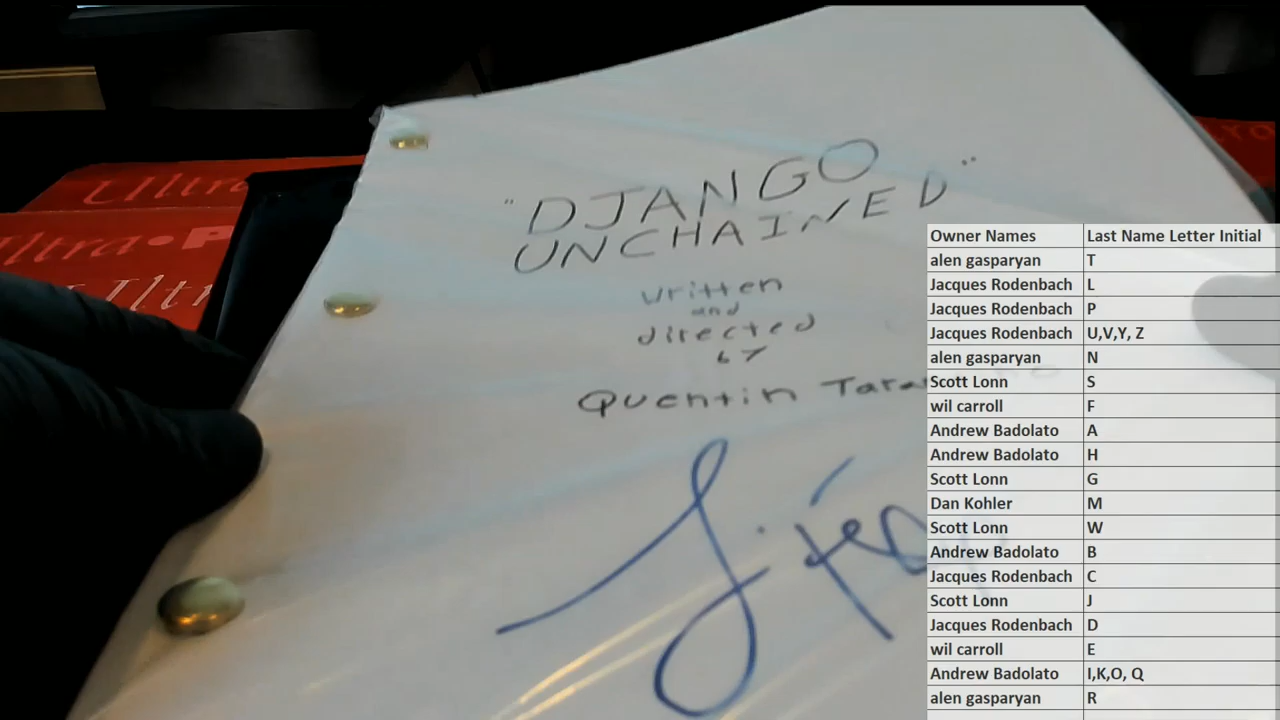 Ultra
Ultra•P
"DJANGO
UNCHAINED"
written
and
directed
by
Quentin
Owner Names Last Name Letter Initial
alen gasparyan T
Jacques Rodenbach L
Jacques Rodenbach P
Jacques Rodenbach U,V,Y, Z
alen gasparyan N
Scott Lonn S
wil carroll F
Andrew Badolato A
Andrew Badolato H
Scott Lonn G
Dan Kohler M
Scott Lonn W
Andrew Badolato B
Jacques Rodenbach C
Scott Lonn J
Jacques Rodenbach D
wil carroll E
Andrew Badolato I,K,O, Q
alen gasparyan R